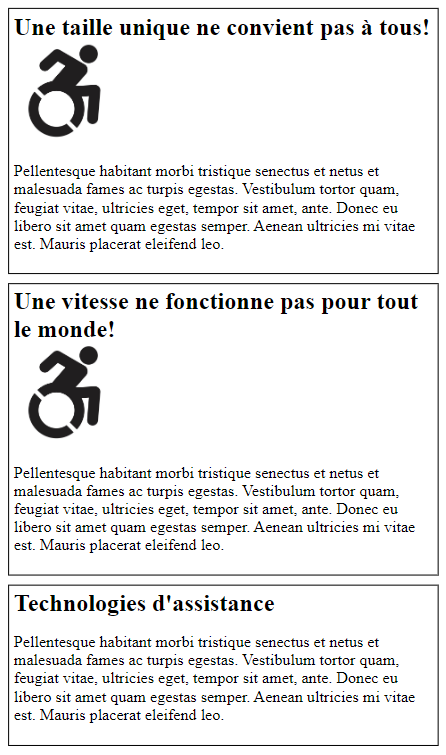 Une taille unique ne convient pas à tous!
Pellentesque habitant morbi tristique senectus et netus et
malesuada fames ac turpis egestas. Vestibulum tortor quam,
feugiat vitae, ultricies eget, tempor sit amet, ante. Donec eu
libero sit amet quam egestas semper. Aenean ultricies mi vitae
est. Mauris placerat eleifend leo.
Une vitesse ne fonctionne pas pour tout
le monde!
Pellentesque habitant morbi tristique senectus et netus et
malesuada fames ac turpis egestas. Vestibulum tortor quam,
feugiat vitae, ultricies eget, tempor sit amet, ante. Donec eu
libero sit amet quam egestas semper. Aenean ultricies mi vitae
est. Mauris placerat eleifend leo.
Technologies d'assistance
Pellentesque habitant morbi tristique senectus et netus et
malesuada fames ac turpis egestas. Vestibulum tortor quam,
feugiat vitae, ultricies eget, tempor sit amet, ante. Donec eu
libero sit amet quam egestas semper. Aenean ultricies mi vitae
est. Mauris placerat eleifend leo.